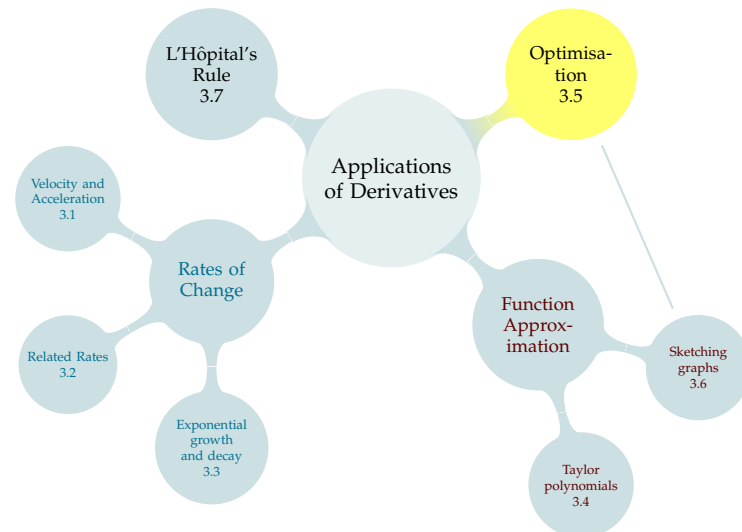 L'Hôpital's
Rule
3.7
Optimisa-
tion
3.5
Applications
of Derivatives
Velocity and
Acceleration
3.1
Rates of
Change
Related Rates
3.2
Exponential
growth
and decay
3.3
Function
Approx-
imation
Sketching
graphs
3.6
Taylor
polynomials
3.4